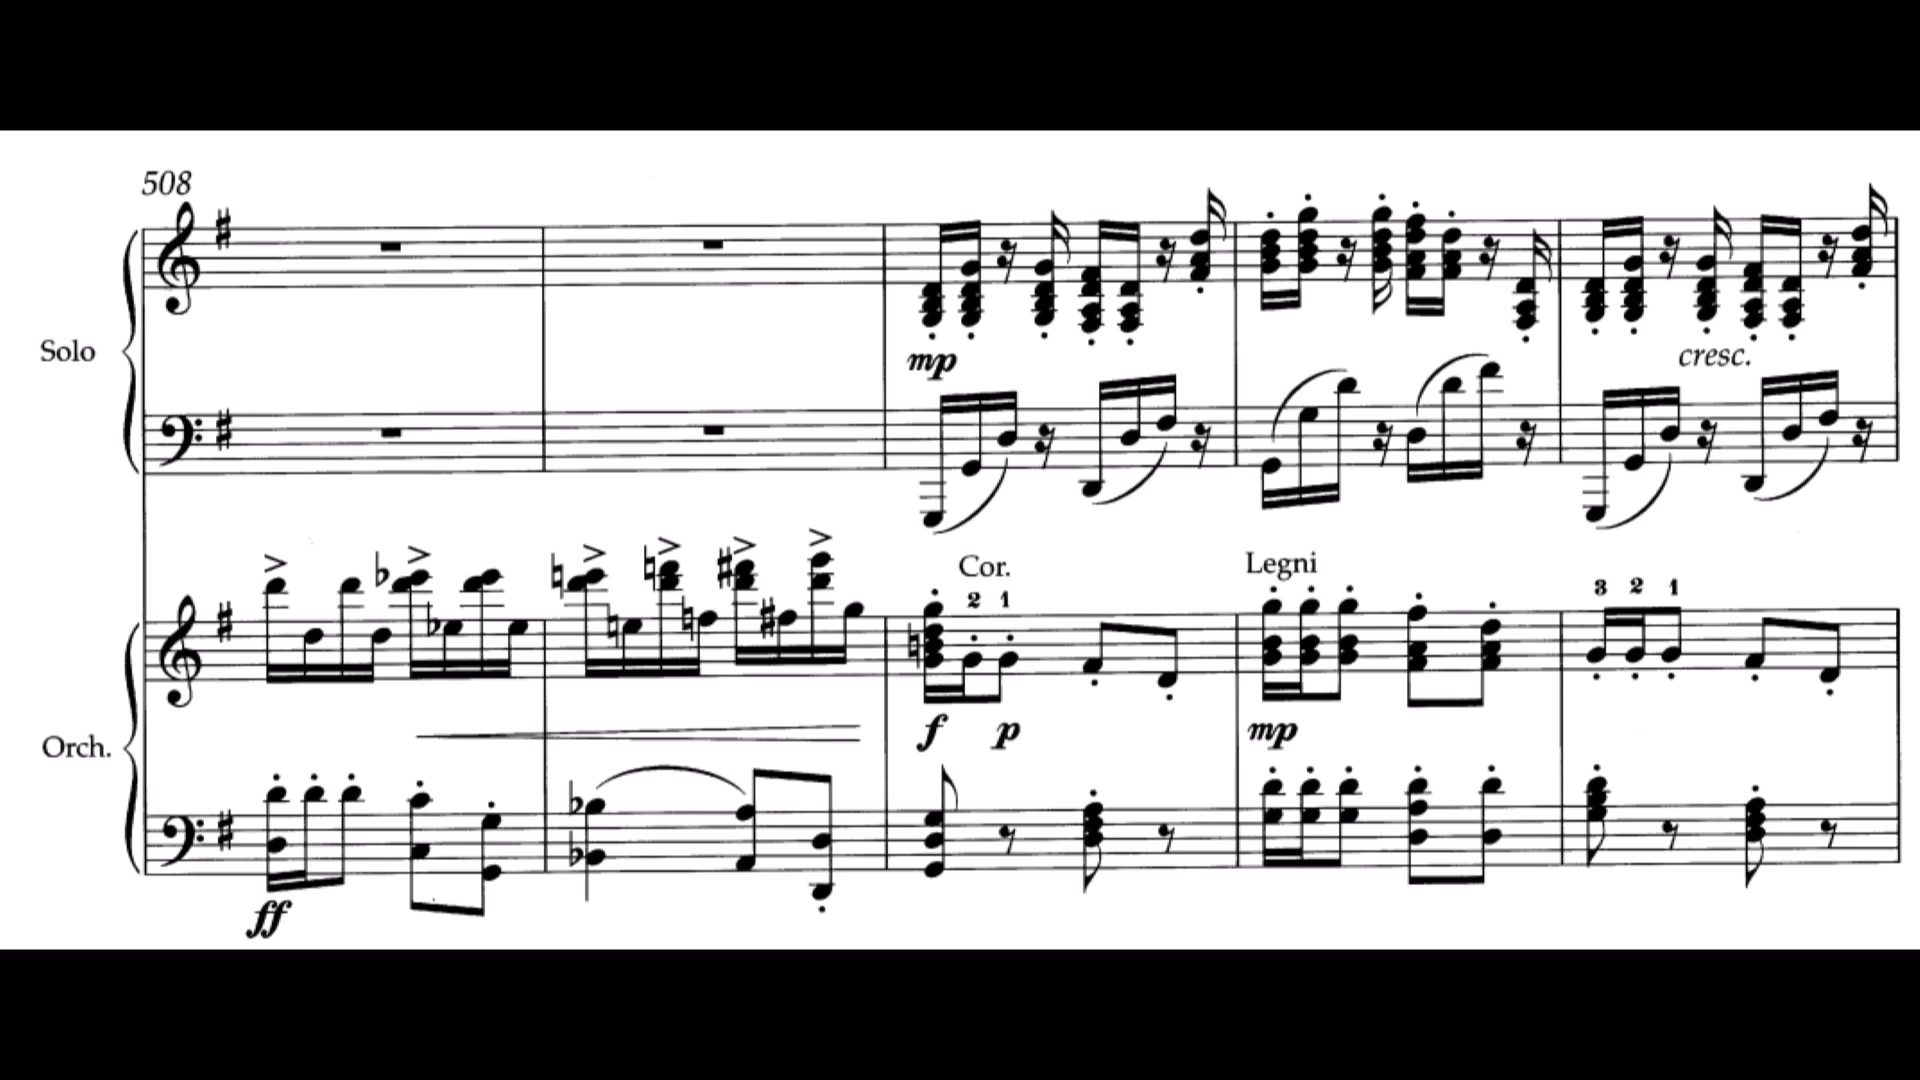 508
Solo
mp
cresc.
Cor.
Legni
2 1
3 2 1
Orch.
f p
mp
ff